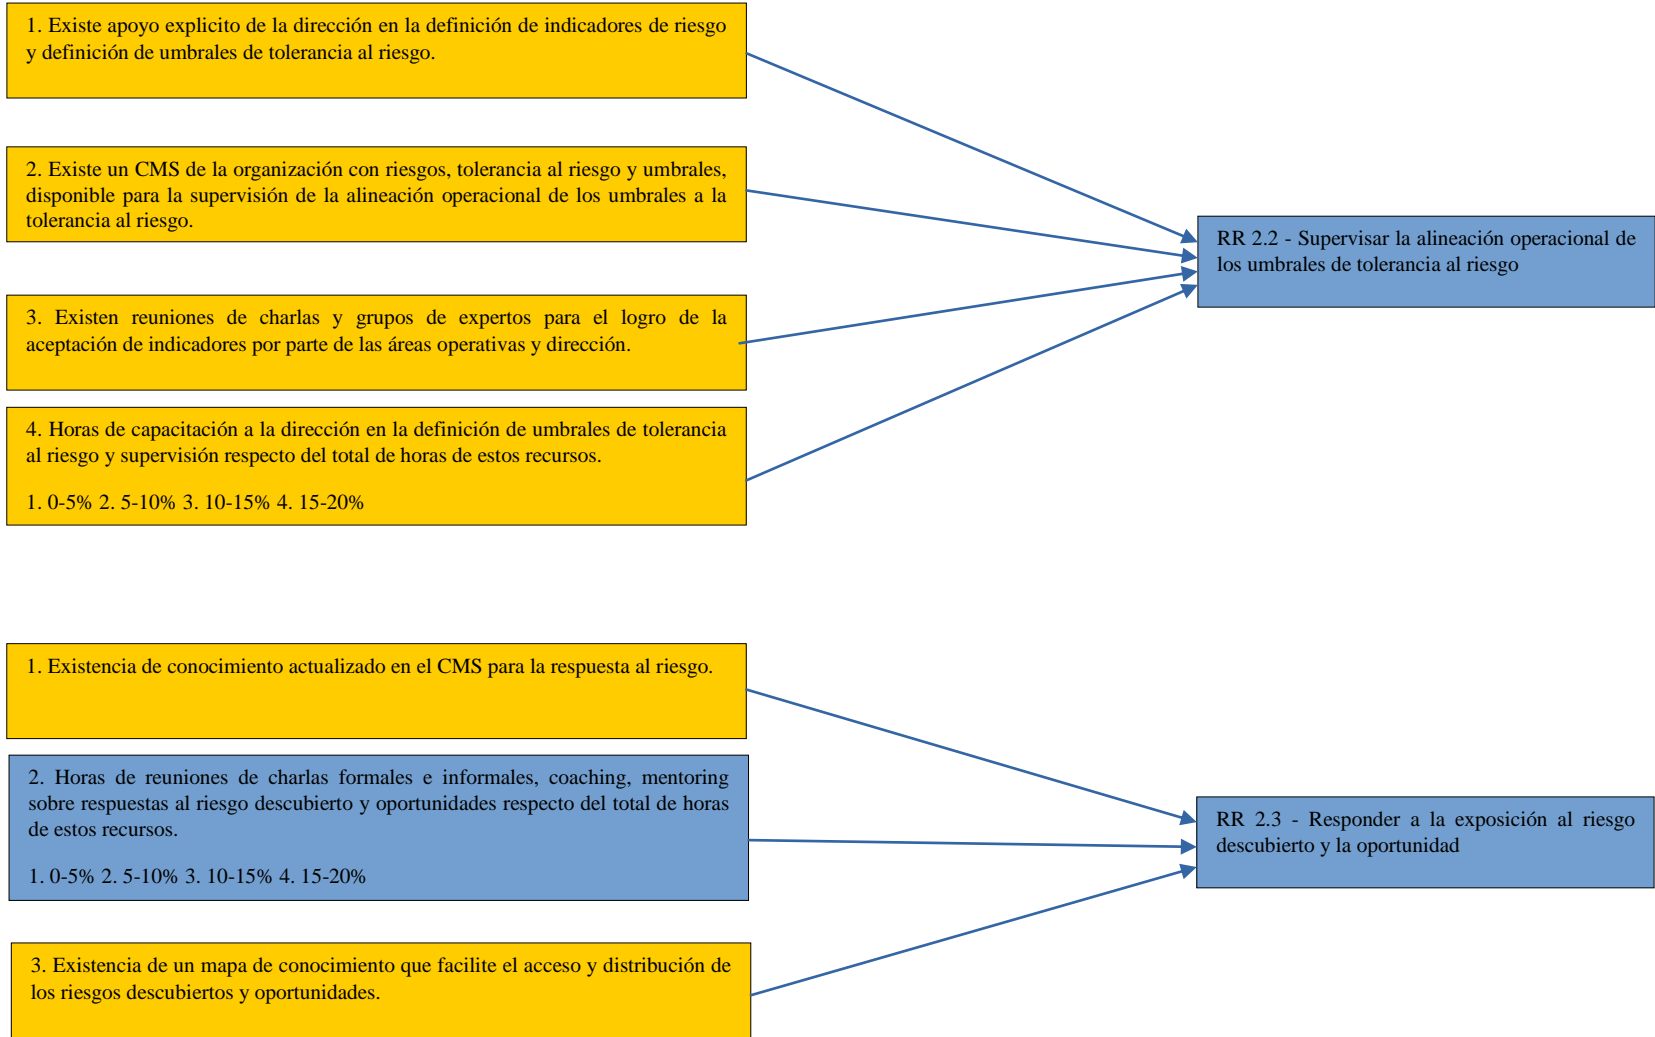 1. Existe apoyo explicito de la dirección en la definición de indicadores de riesgo
y definición de umbrales de tolerancia al riesgo.
2. Existe un CMS de la organización con riesgos, tolerancia al riesgo y umbrales,
disponible para la supervisión de la alineación operacional de los umbrales a la
tolerancia al riesgo.
RR 2.2 - Supervisar la alineación operacional de
los umbrales de tolerancia al riesgo
3. Existen reuniones de charlas y grupos de expertos para el logro de la
aceptación de indicadores por parte de las áreas operativas y dirección.
4. Horas de capacitación a la dirección en la definición de umbrales de tolerancia
al riesgo y supervisión respecto del total de horas de estos recursos.
1. 0-5% 2. 5-10% 3. 10-15% 4. 15-20%
1. Existencia de conocimiento actualizado en el CMS para la respuesta al riesgo.
2. Horas de reuniones de charlas formales e informales, coaching, mentoring
sobre respuestas al riesgo descubierto y oportunidades respecto del total de horas
de estos recursos.
1. 0-5% 2. 5-10% 3. 10-15% 4. 15-20%
RR 2.3 - Responder a la exposición al riesgo
descubierto y la oportunidad
3. Existencia de un mapa de conocimiento que facilite el acceso y distribución de
los riesgos descubiertos y oportunidades.